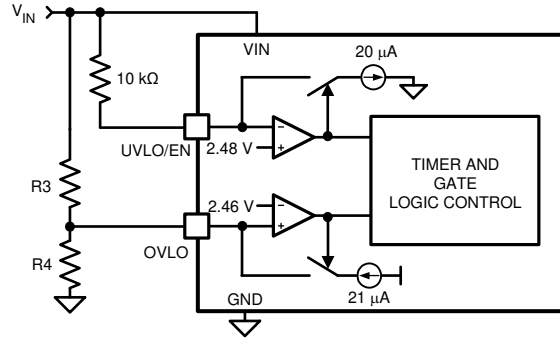 VIN
VIN
20 μA
10 kΩ
UVLO/EN
2.48 V
−
+
TIMER AND
GATE
LOGIC CONTROL
R3
2.46 V
−
+
OVLO
R4
GND
21 μA